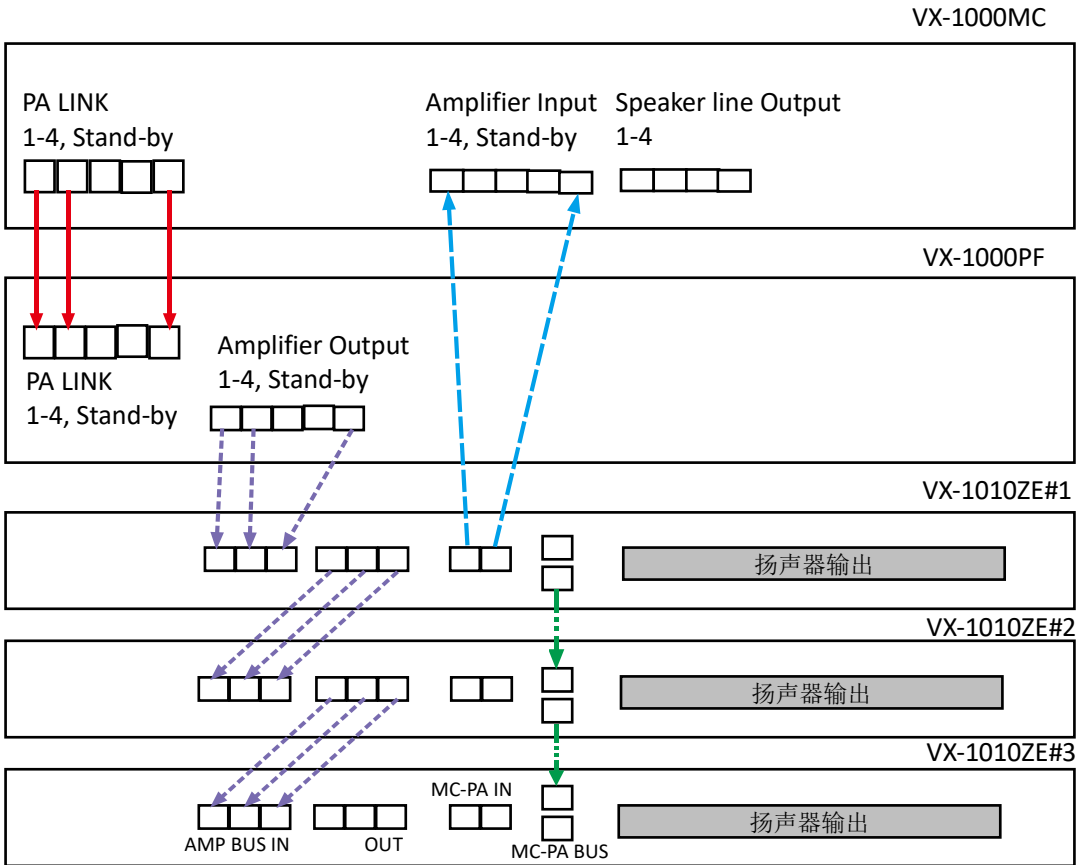 VX-1000MC
PA LINK
1-4, Stand-by
Amplifier Input
1-4, Stand-by
Speaker line Output
1-4
VX-1000PF
PA LINK
1-4, Stand-by
Amplifier Output
1-4, Stand-by
VX-1010ZE#1
扬声器输出
VX-1010ZE#2
扬声器输出
VX-1010ZE#3
MC-PA IN
扬声器输出
AMP BUS IN
OUT
MC-PA BUS